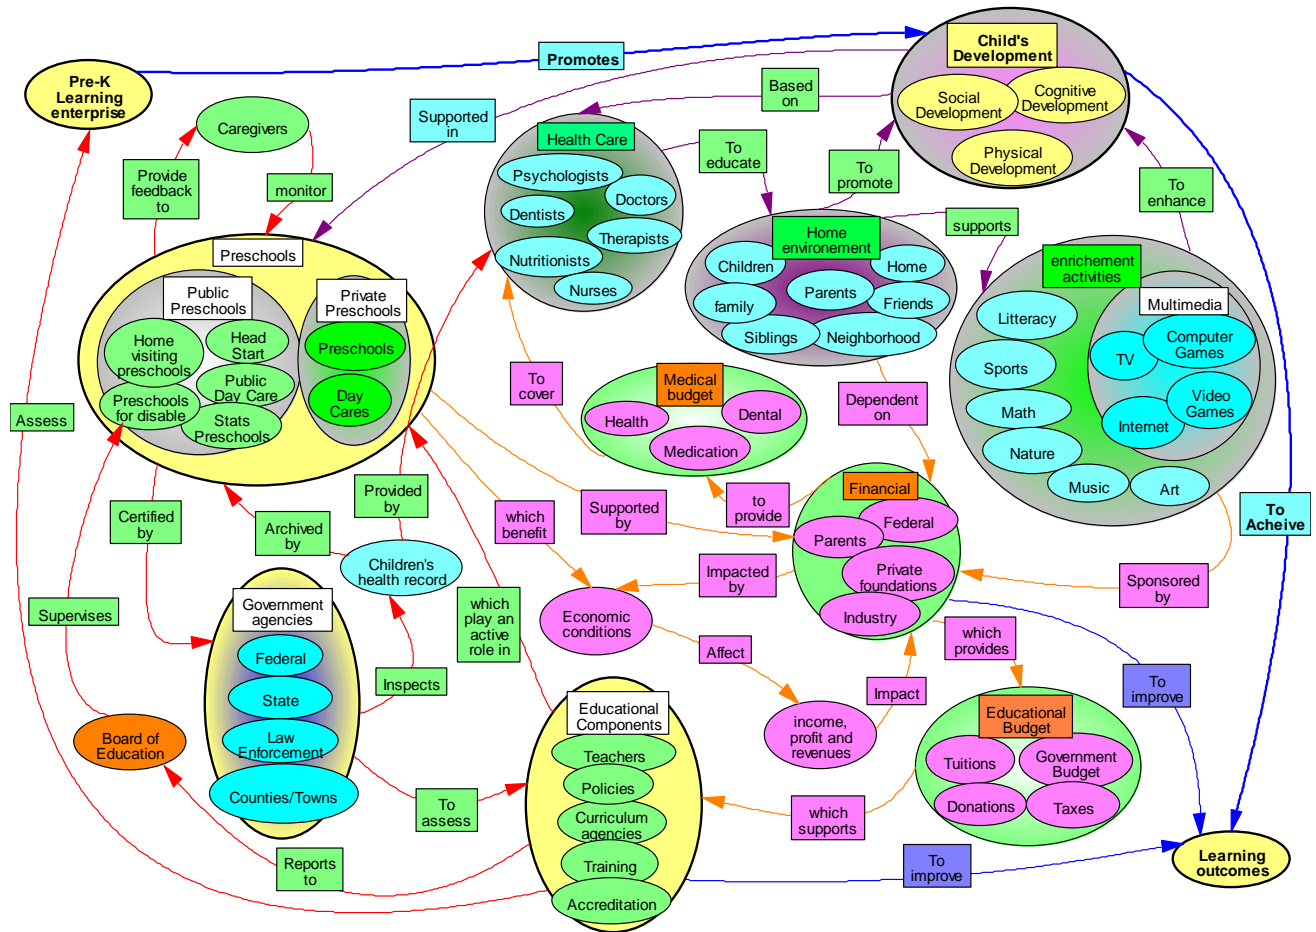 Child's
Development
Promotes
Pre-K
Learning
enterprise
Social
Development
Cognitive
Development
Physical
Development
Based
on
Supported
in
Caregivers
Health Care
To
educate
To
promote
Provide
feedback
to
monitor
Psychologists
Doctors
Dentists
Therapists
Nutritionists
Nurses
To
enhance
supports
Home
environement
Children
Home
Parents
family
Friends
Siblings
Neighborhood
enrichement
activities
Multimedia
Litteracy
Computer
Games
TV
Sports
Video
Games
Math
Internet
Nature
Music
Art
Preschools
Public
Preschools
Private
Preschools
Home
visiting
preschools
Head
Start
Preschools
Public
Day Care
Preschools
for disable
Day
Cares
Stats
Preschools
Assess
To
cover
Medical
budget
Health
Dental
Medication
Dependent
on
Certified
by
Archived
by
Provided
by
which
benefit
Supported
by
to
provide
Financial
Federal
Parents
Private
foundations
Industry
To
Acheive
Children's
health record
Impacted
by
Sponsored
by
Supervises
Government
agencies
Federal
State
Law
Enforcement
Counties/Towns
which
play an
active
role in
Economic
conditions
Affect
which
provides
Inspects
Impact
To
improve
Board of
Education
Educational
Components
Teachers
Policies
Curriculum
agencies
Training
Accreditation
income,
profit and
revenues
Educational
Budget
Tuitions
Government
Budget
Donations
Taxes
To
assess
which
supports
Reports
to
To
improve
Learning
outcomes